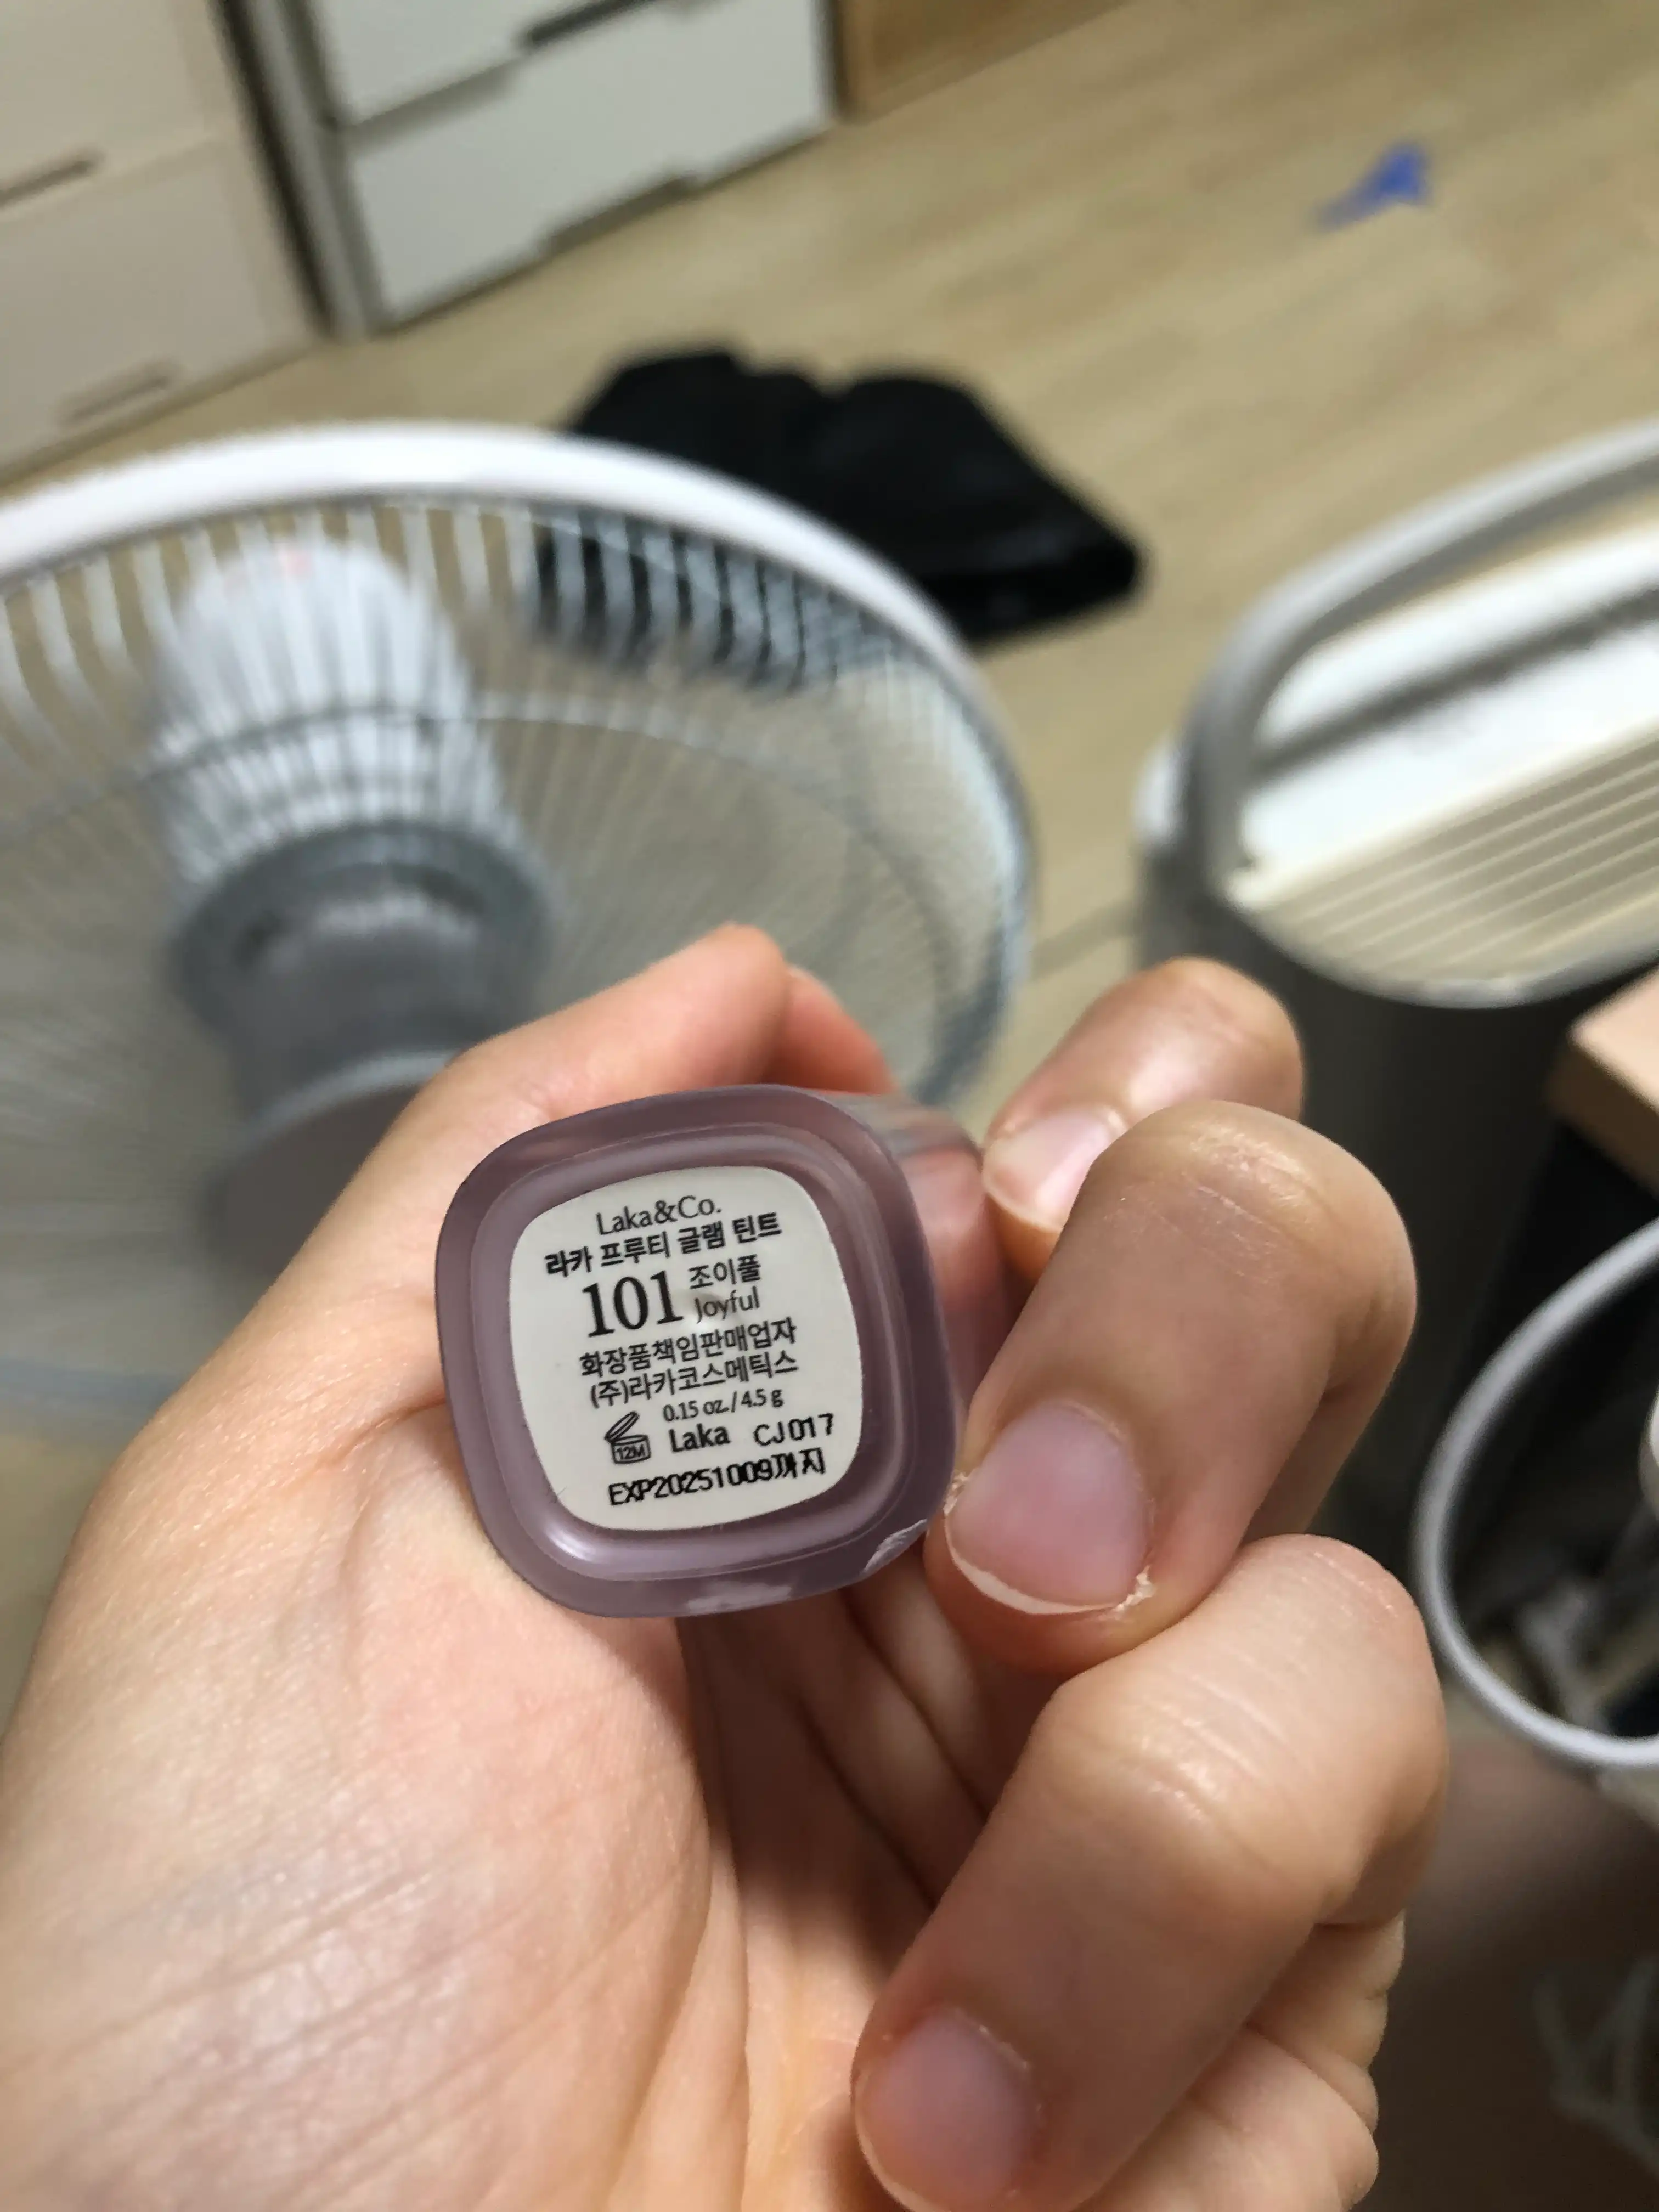 Laka&Co.
라카 프루티 글램 틴트
101 조이풀
Joyful
화장품책임판매업자
(주)라카코스메틱스
0.15 oz./4.5 g
12M Laka CJ017
EXP20251009까지